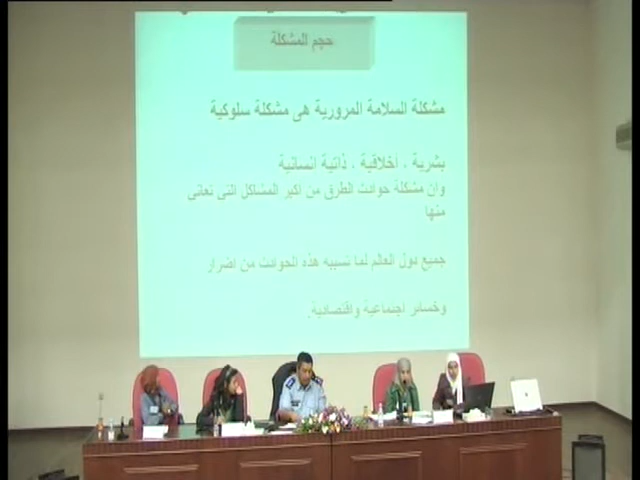 حجم المشكلة
مشكلة السلامة المرورية هى مشكلة سلوكية
بشرية ، أخلاقية ، ذاتية انسانية
وان مشكلة حوادث الطرق من اكبر المشاكل التى تعانى
منها
جميع دول العالم لما تسببه هذه الحوادث من اضرار
وخسائر اجتماعية واقتصادية.